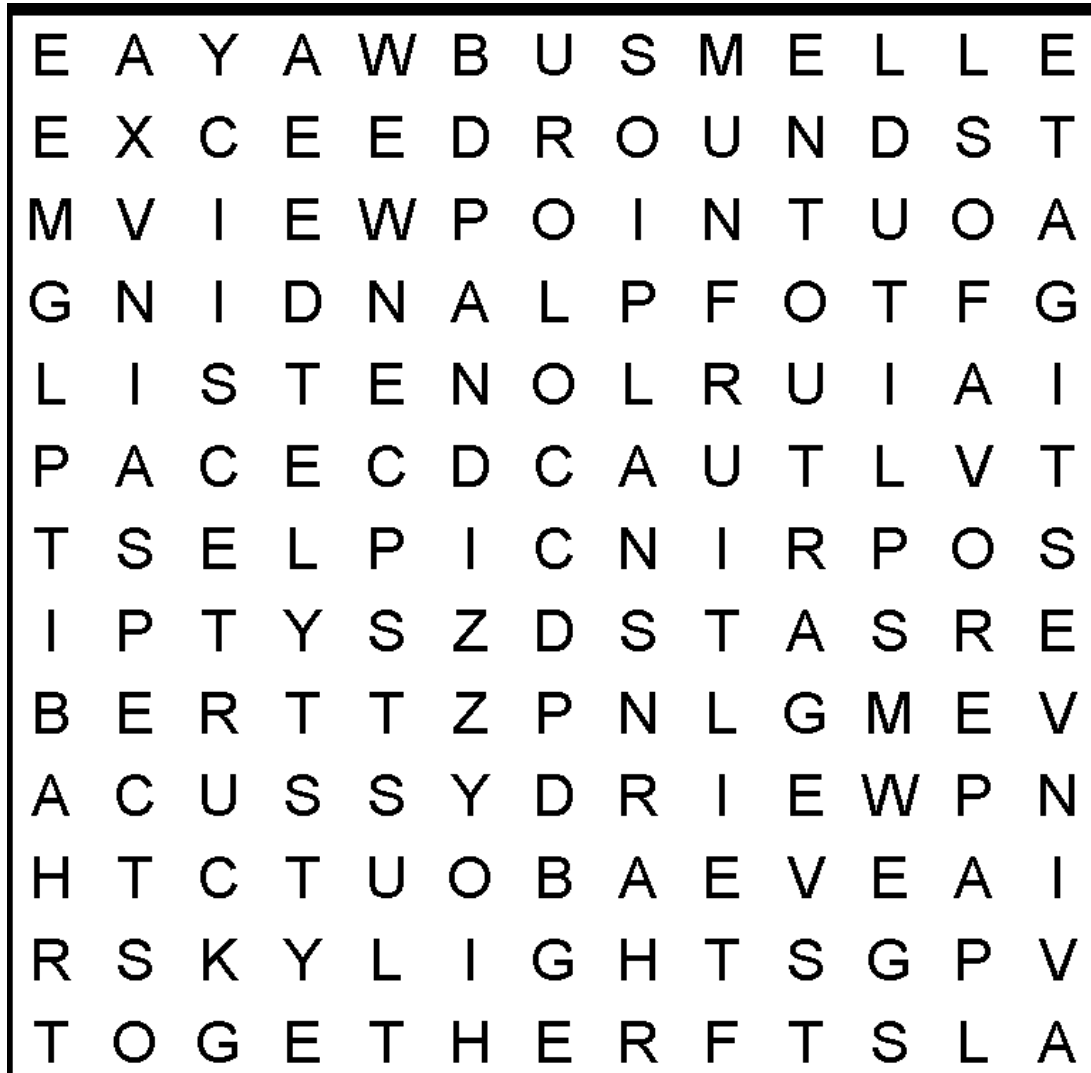 E A Y A W B U S M E L L E
E X C E E D R O U N D S T
M V I E W P O I N T U O A
G N I D N A L P F O T F G
L I S T E N O L R U I A I
P A C E C D C A U T L V T
T S E L P I C N I R P O S
I P T Y S Z D S T A S R E
B E R T T Z P N L G M E V
A C U S S Y D R I E W P N
H T C T U O B A E V E A I
R S K Y L I G H T S G P V
T O G E T H E R F T S L A